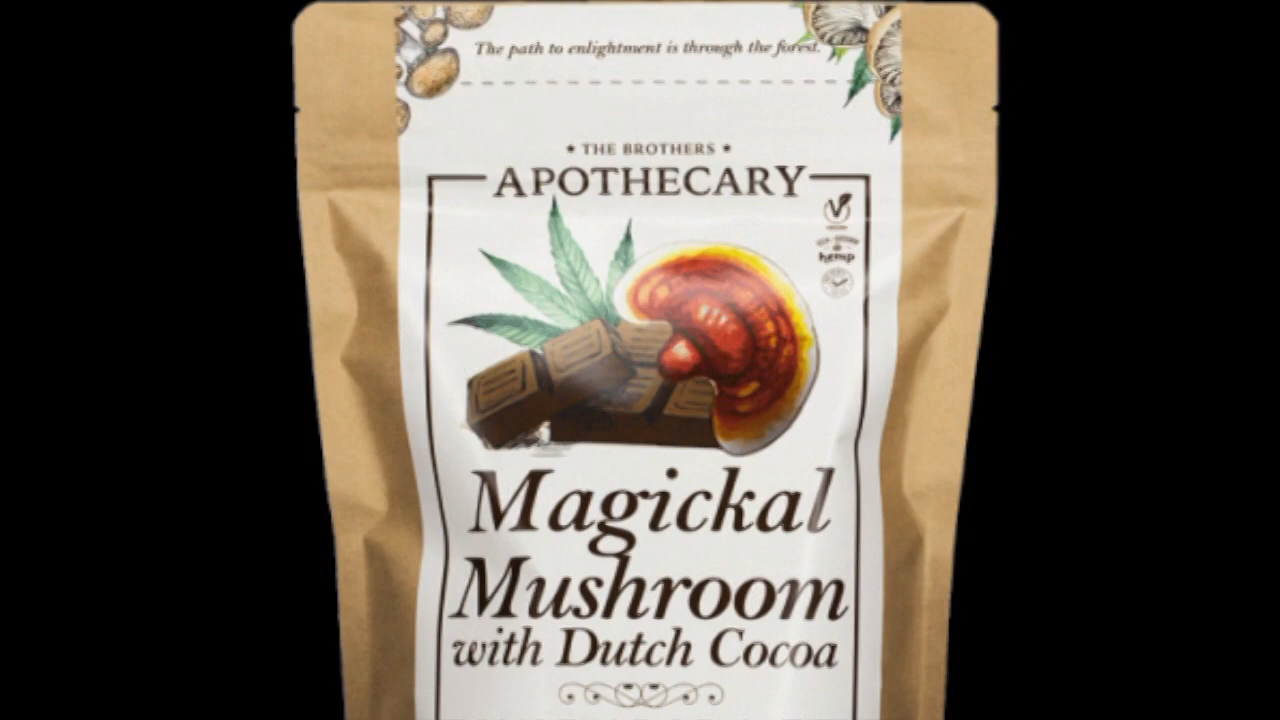 The path to enlightment is through the forest.
• THE BROTHERS •
APOTHECARY
hemp
Magickal
Mushroom
with Dutch Cocoa